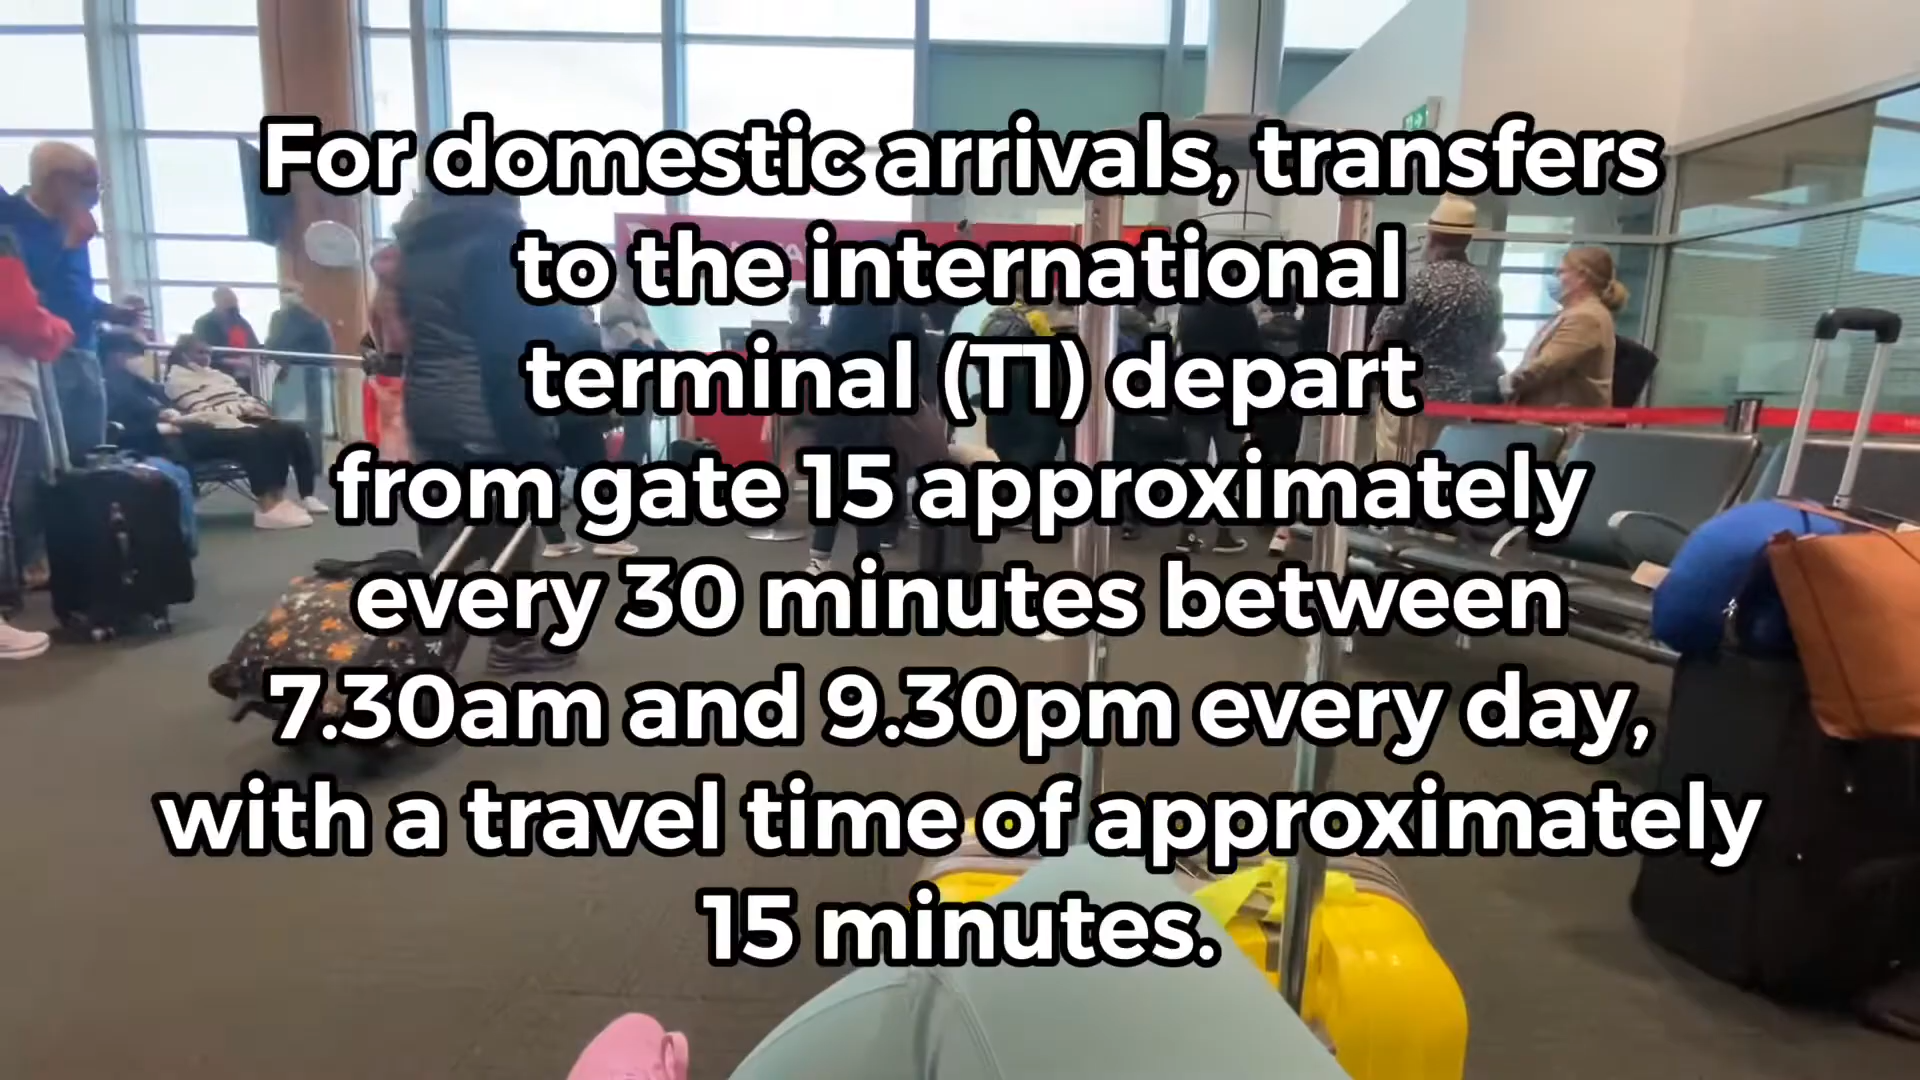 For domestic arrivals, transfers
to the international
terminal (T1) depart
from gate 15 approximately
every 30 minutes between
7.30am and 9.30pm every day,
with a travel time of approximately
15 minutes.